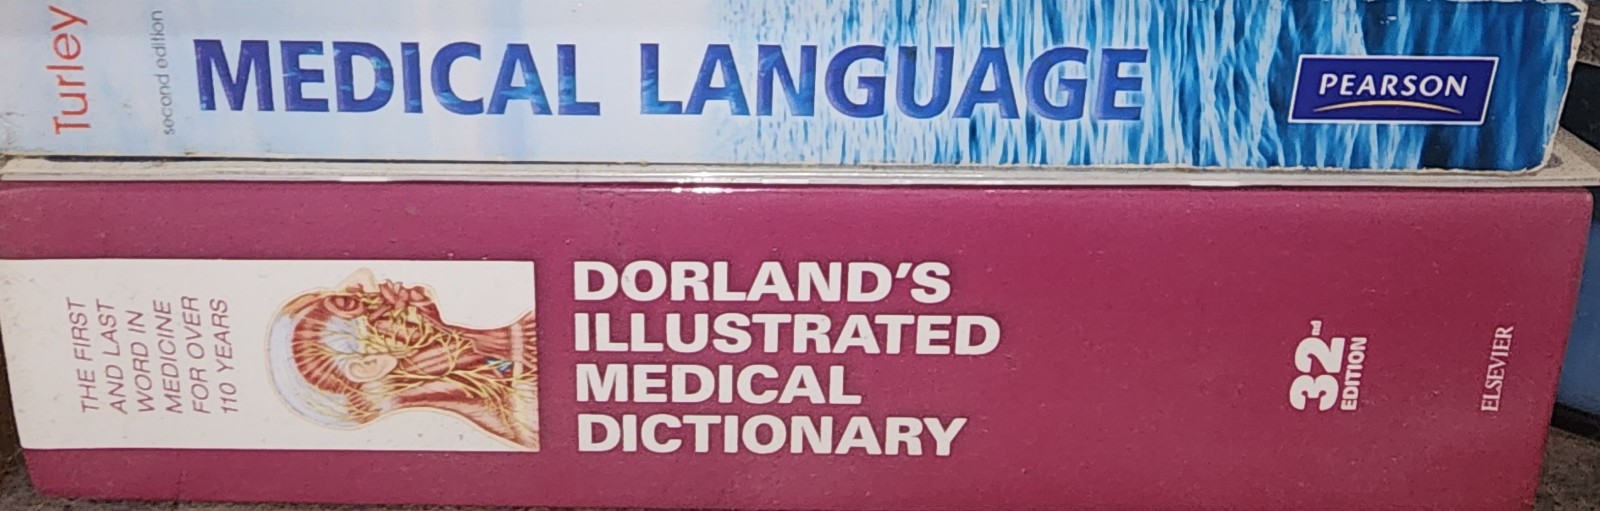 Turley
second edition
MEDICAL LANGUAGE
PEARSON
THE FIRST
AND LAST
WORD IN
MEDICINE
FOR OVER
110 YEARS
DORLAND'S
ILLUSTRATED
MEDICAL
DICTIONARY
32nd
EDITION
ELSEVIER